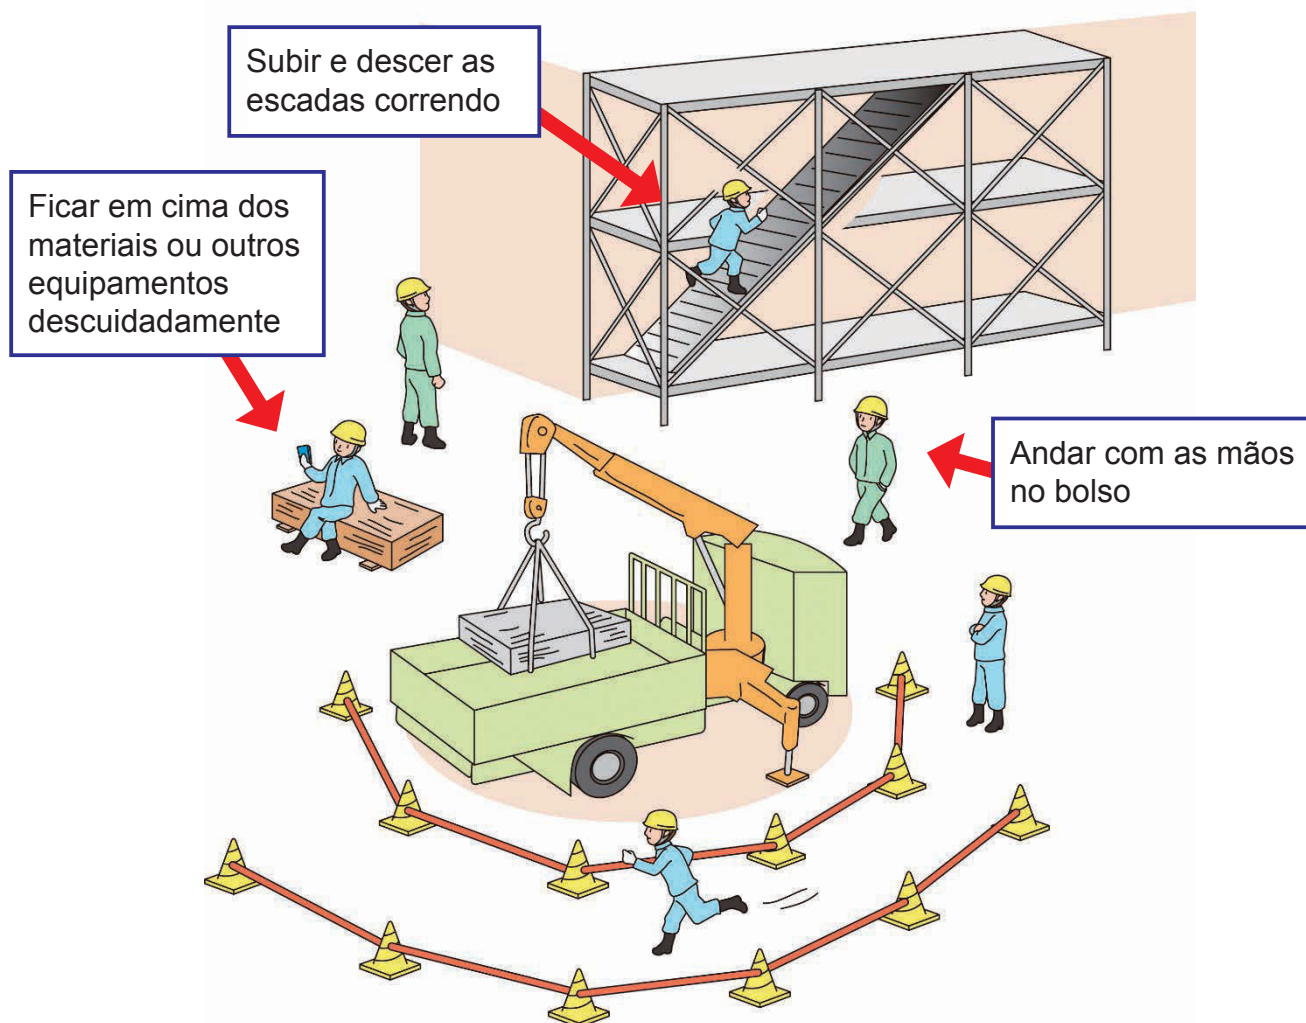 Subir e descer as
escadas correndo
Ficar em cima dos
materiais ou outros
equipamentos
descuidadamente
Andar com as mãos
no bolso